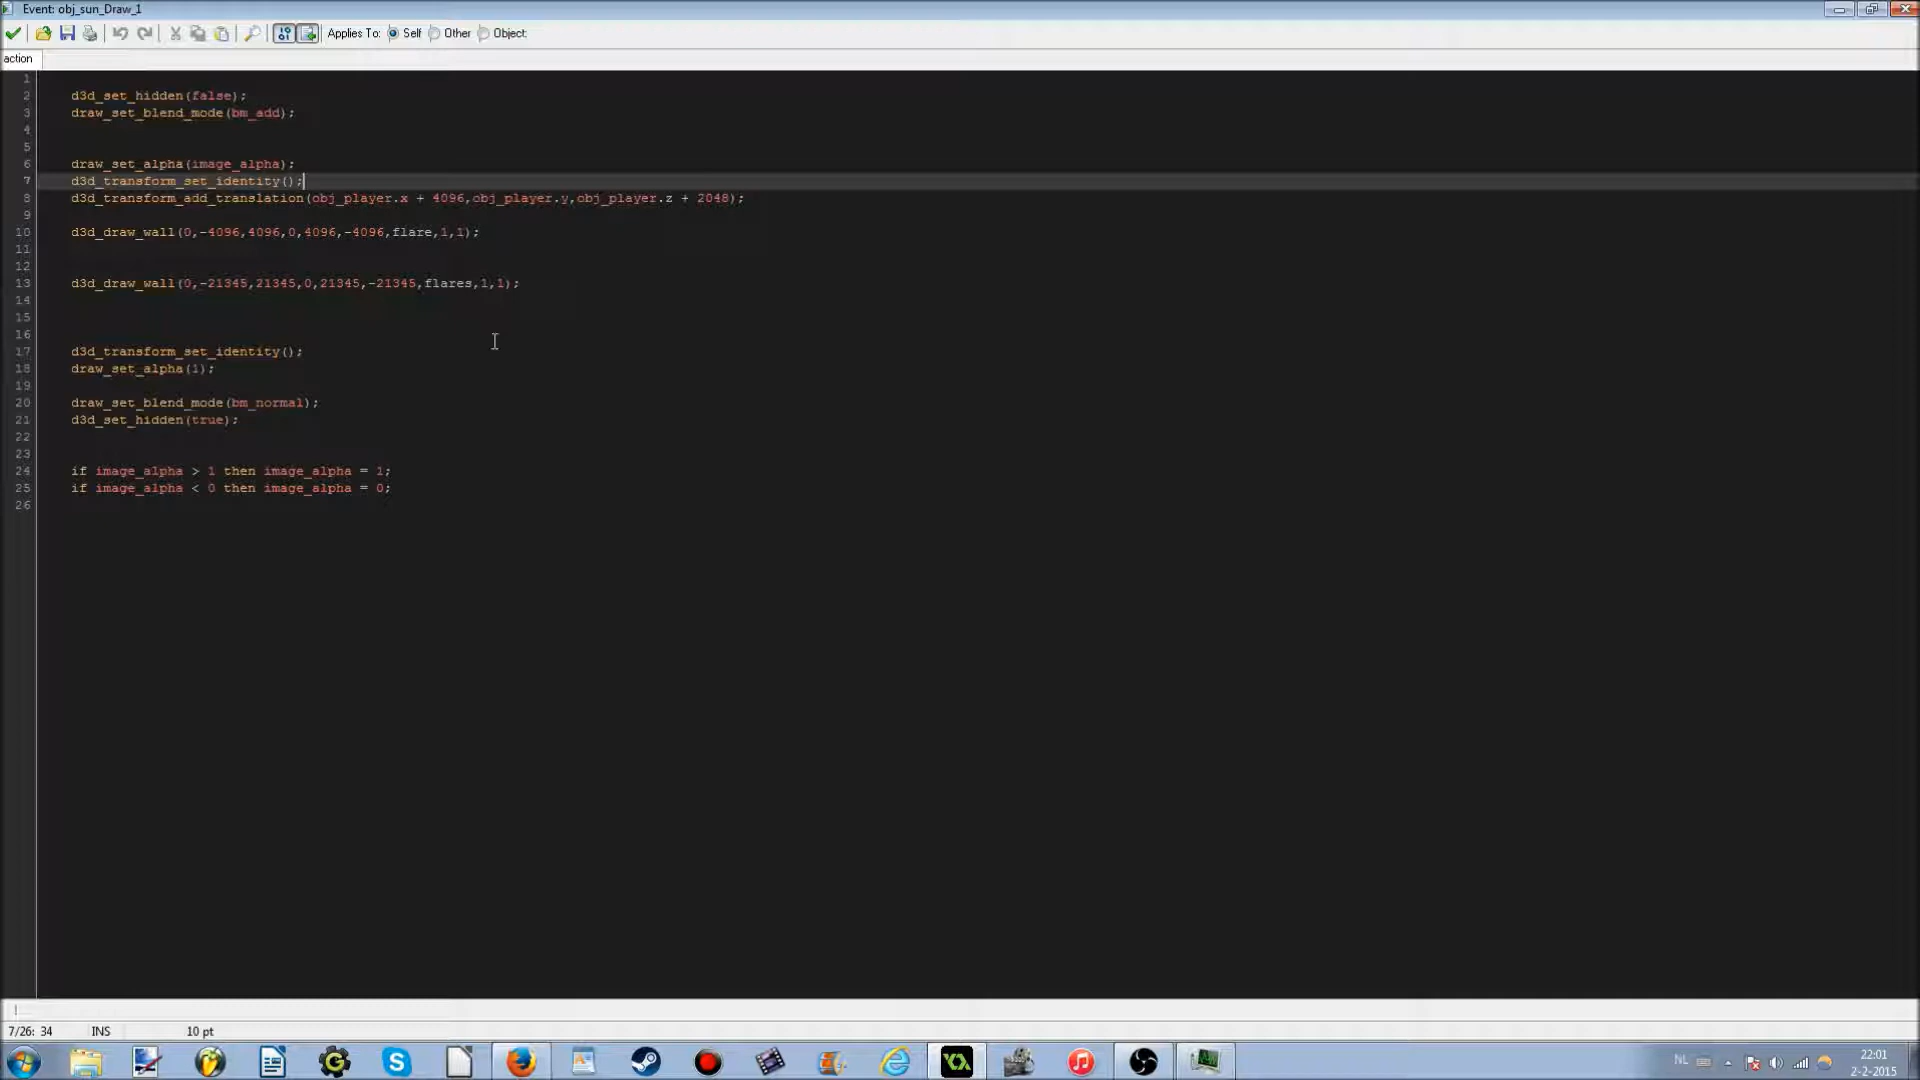 Event: obj_sun_Draw_1
Applies To: Self Other Object:
action
1
2 d3d_set_hidden(false);
3 draw_set_blend_mode(bm_add);
4
5
6 draw_set_alpha(image_alpha);
7 d3d_transform_set_identity();
8 d3d_transform_add_translation(obj_player.x + 4096,obj_player.y,obj_player.z + 2048);
9
10 d3d_draw_wall(0,-4096,4096,0,4096,-4096,flare,1,1);
11
12
13 d3d_draw_wall(0,-21345,21345,0,21345,-21345,flares,1,1);
14
15
16
17 d3d_transform_set_identity();
18 draw_set_alpha(1);
19
20 draw_set_blend_mode(bm_normal);
21 d3d_set_hidden(true);
22
23
24 if image_alpha > 1 then image_alpha = 1;
25 if image_alpha < 0 then image_alpha = 0;
26
7/26: 34 INS 10 pt
NL
22:01
2-2-2015